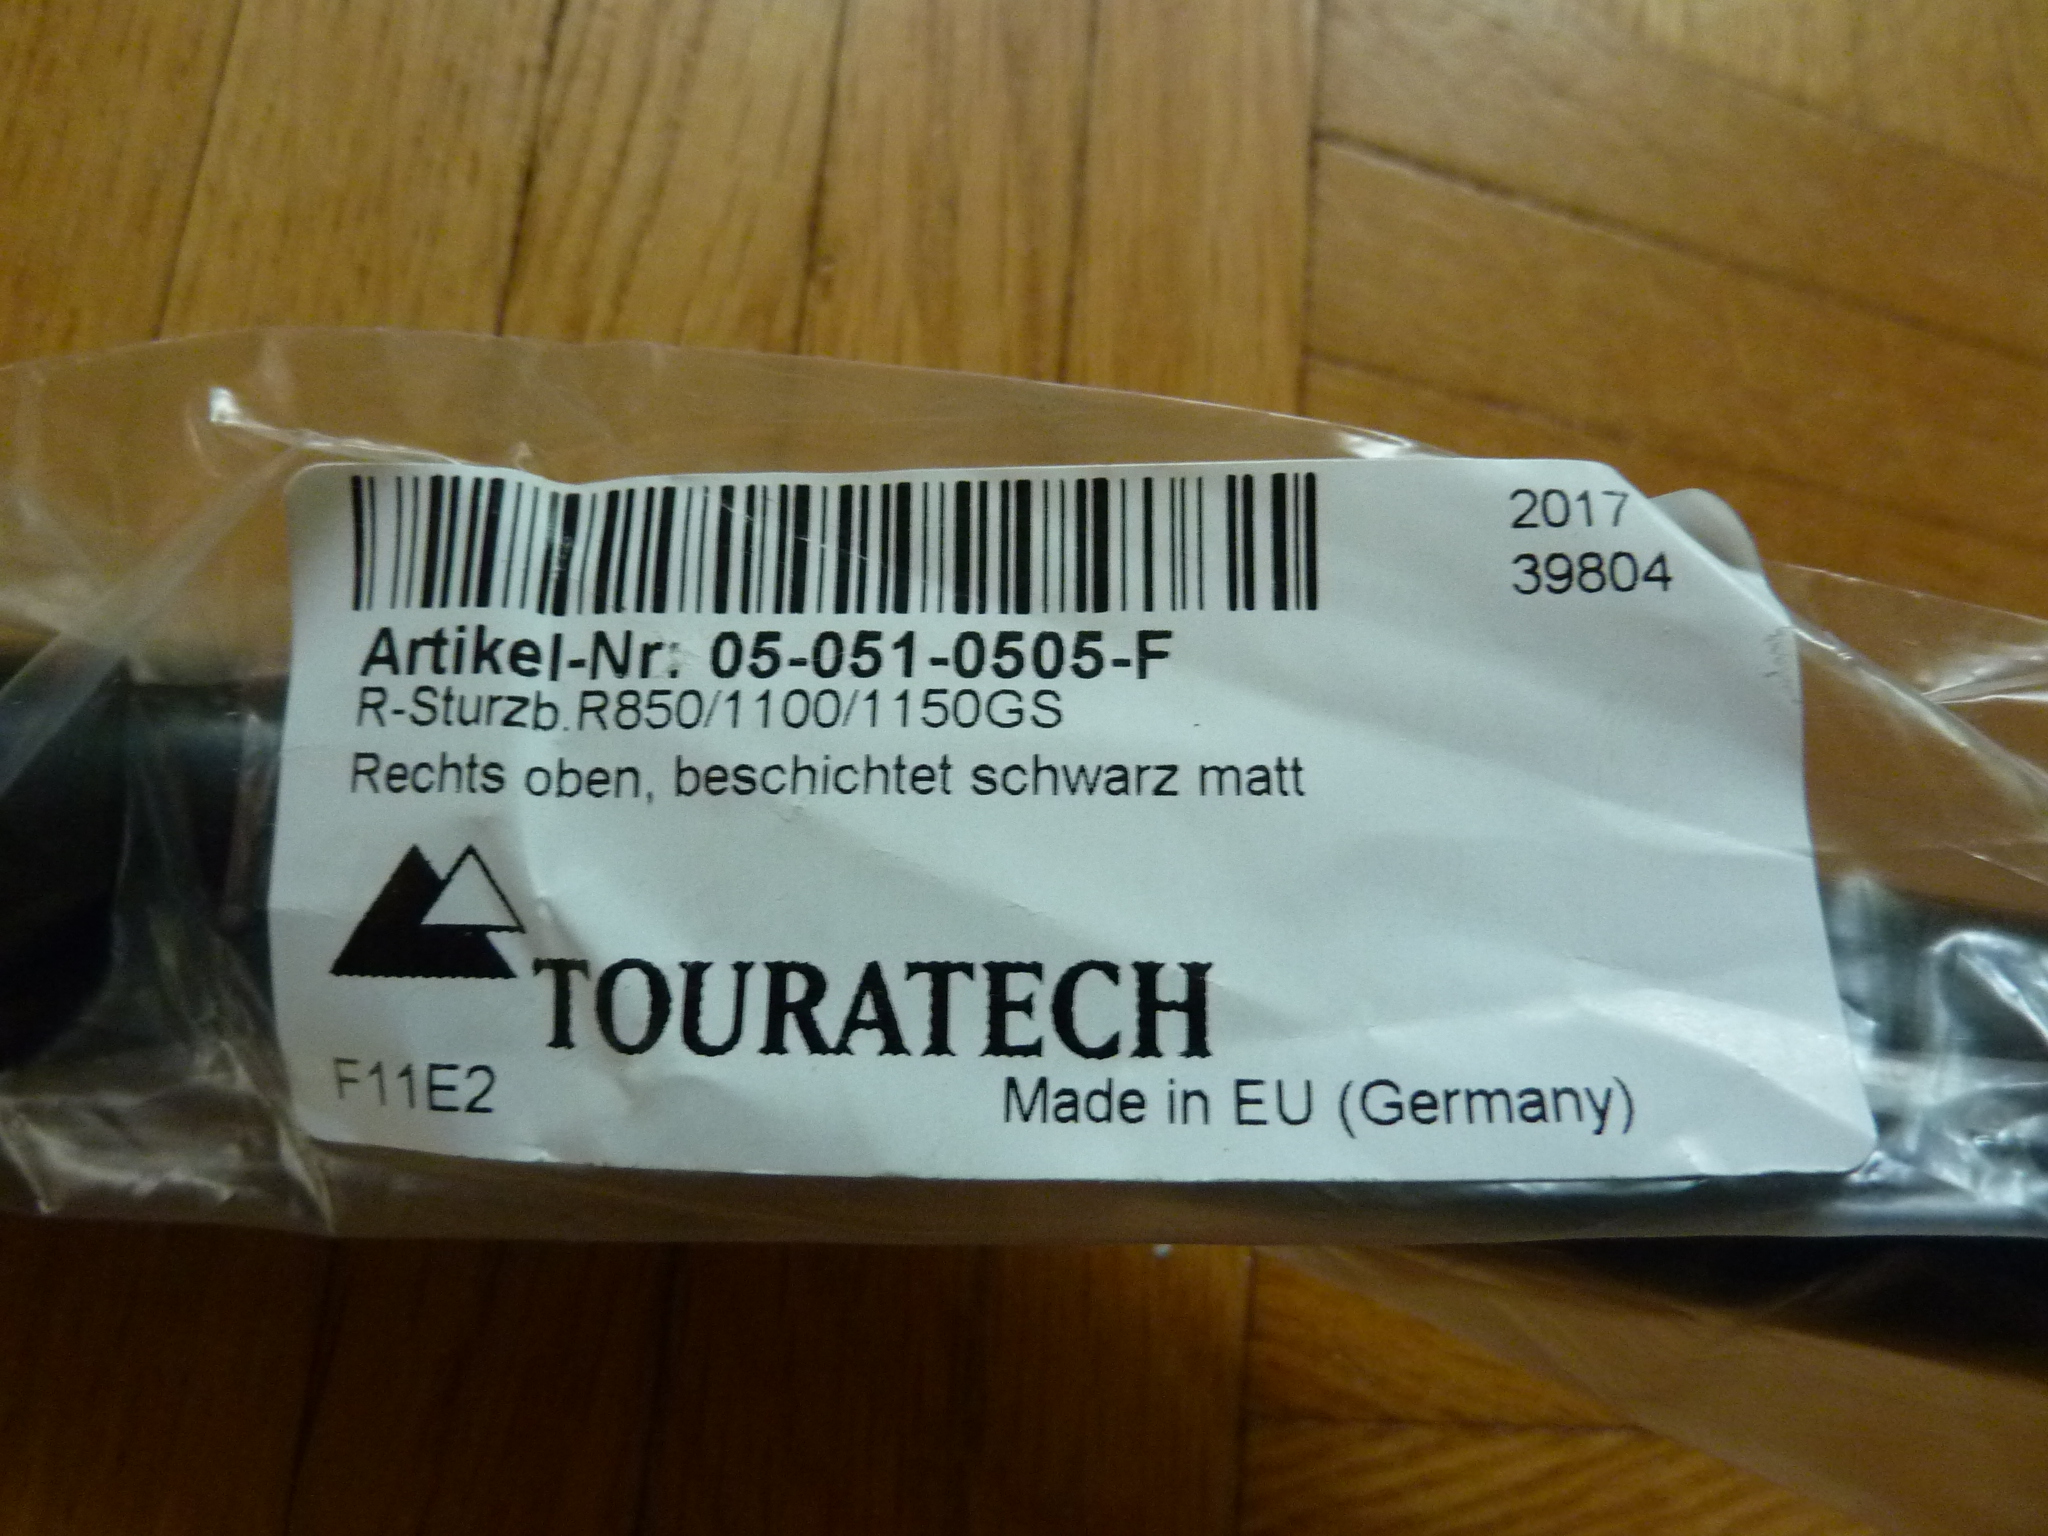 2017
39804
Artikel-Nr: 05-051-0505-F
R-Sturzb.R850/1100/1150GS
Rechts oben, beschichtet schwarz matt
TOURATECH
F11E2
Made in EU (Germany)